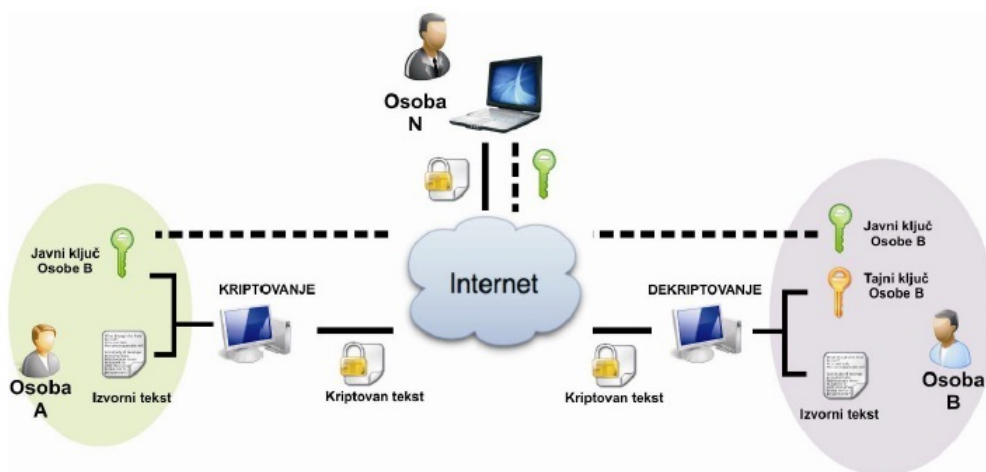 Osoba
N
Javni ključ
Osobe B
KRIPTOVANJE
Internet
DEKRIPTOVANJE
Javni ključ
Osobe B
Tajni ključ
Osobe B
Osoba
A
Izvorni tekst
Kriptovan tekst
Kriptovan tekst
Izvorni tekst
Osoba
B